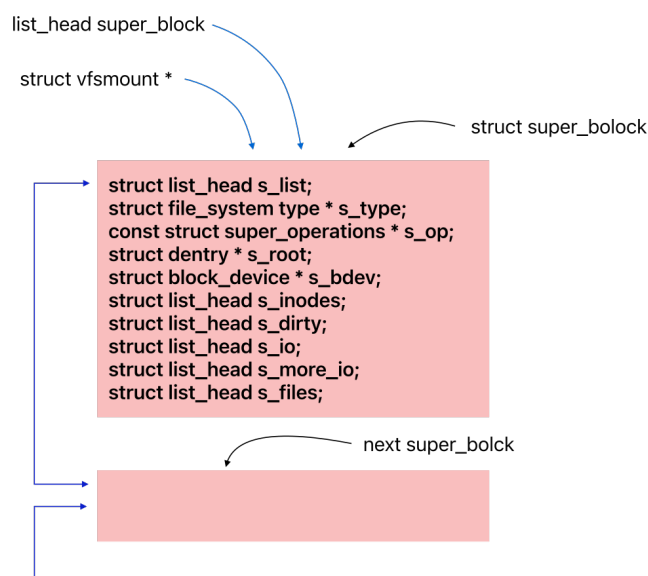 list_head super_block
struct vfsmount *
struct super_bolock
struct list_head s_list;
struct file_system type * s_type;
const struct super_operations * s_op;
struct dentry * s_root;
struct block_device * s_bdev;
struct list_head s_inodes;
struct list_head s_dirty;
struct list_head s_io;
struct list_head s_more_io;
struct list_head s_files;
next super_bolck